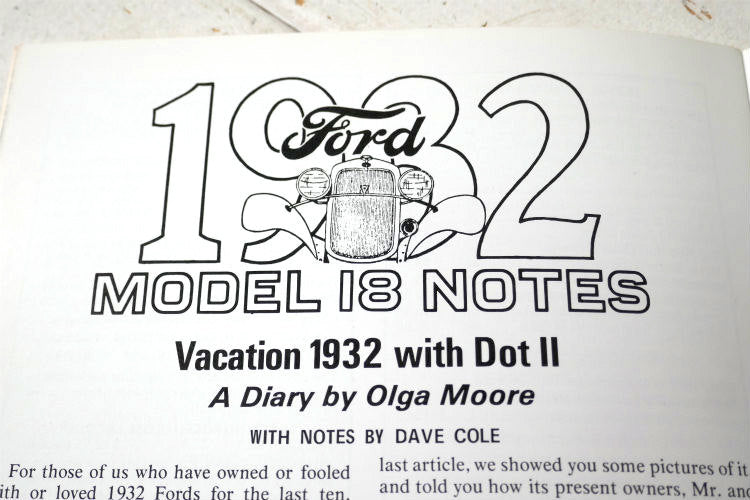 1932
Ford
MODEL 18 NOTES
Vacation 1932 with Dot II
A Diary by Olga Moore
WITH NOTES BY DAVE COLE
For those of us who have owned or fooled
or loved 1932 Fords for the last ten,
last article, we showed you some pictures of it
and told you how its present owners, Mr. and